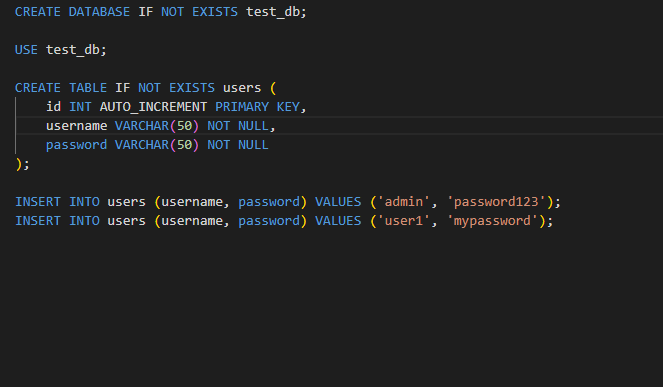 CREATE DATABASE IF NOT EXISTS test_db;
USE test_db;
CREATE TABLE IF NOT EXISTS users (
    id INT AUTO_INCREMENT PRIMARY KEY,
    username VARCHAR(50) NOT NULL,
    password VARCHAR(50) NOT NULL
);
INSERT INTO users (username, password) VALUES ('admin', 'password123');
INSERT INTO users (username, password) VALUES ('user1', 'mypassword');